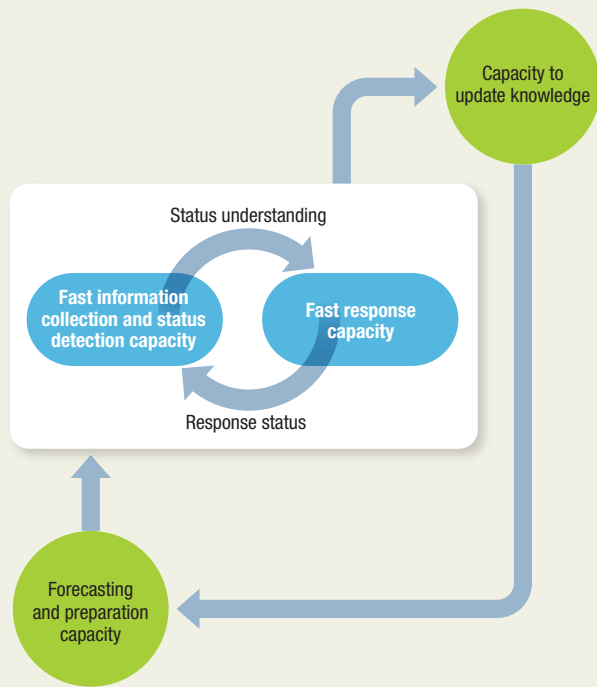 Capacity to
update knowledge
Status understanding
Fast information
collection and status
detection capacity
Fast response
capacity
Response status
Forecasting
and preparation
capacity